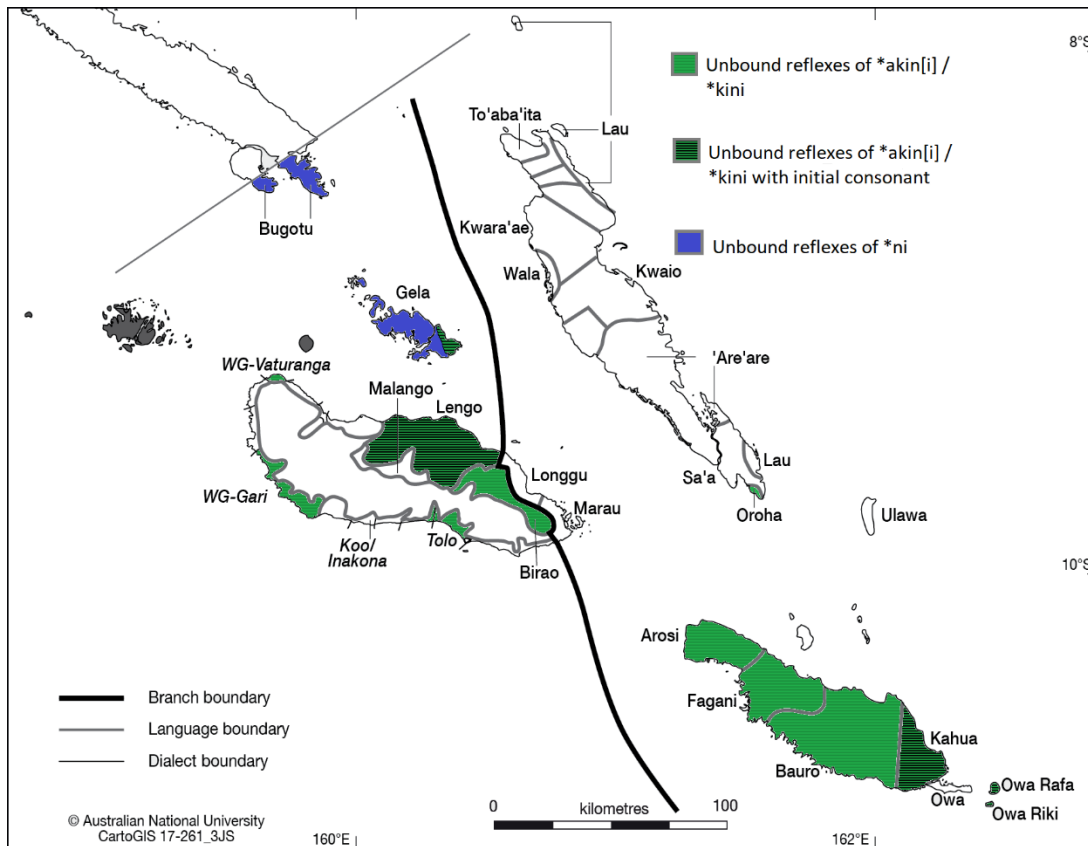 8°S
Unbound reflexes of *akin[i] /
*kini
To'aba'ita
Lau
Unbound reflexes of *akin[i] /
*kini with initial consonant
Bugotu
Kwara'ae
Unbound reflexes of *ni
Wala
Kwaio
Gela
WG-Vaturanga
Malango
Lengo
'Are'are
WG-Gari
Longgu
Sa'a
Lau
Marau
Oroha
Ulawa
Koo/
Inakona
Tolo
Birao
10°S
Arosi
Fagani
Branch boundary
Language boundary
Kahua
Dialect boundary
Bauro
Owa
Owa Rafa
Owa Riki
0
kilometres
100
© Australian National University
CartoGIS 17-261_3JS
160°E
162°E